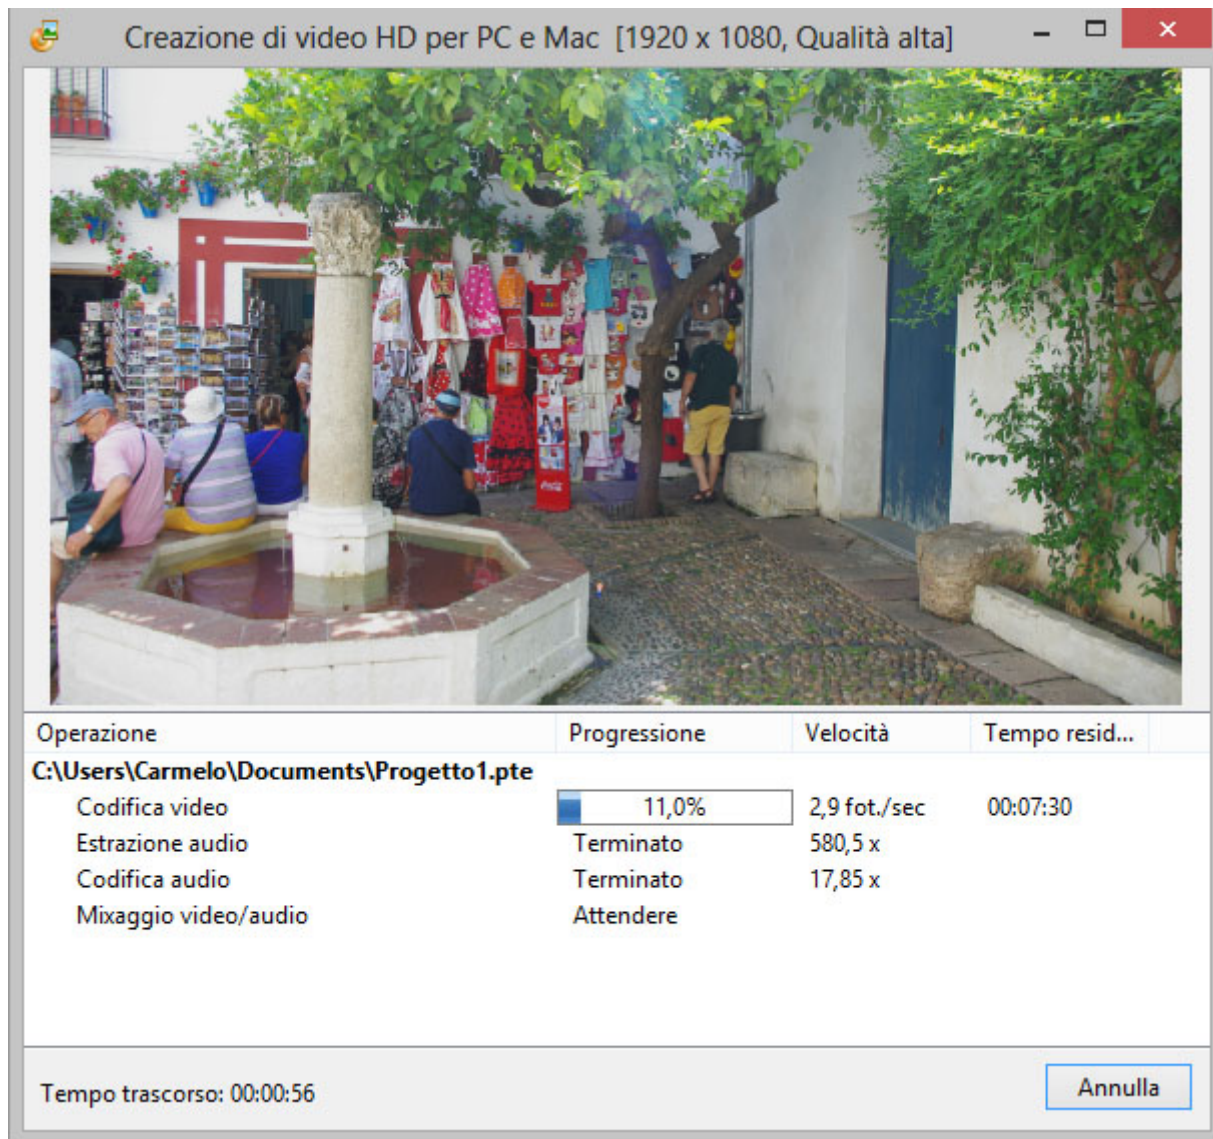 Creazione di video HD per PC e Mac [1920 x 1080, Qualità alta]
Operazione Progressione Velocità Tempo resid...
C:\Users\Carmelo\Documents\Progetto1.pte
Codifica video 11,0% 2,9 fot./sec 00:07:30
Estrazione audio Terminato 580,5 x
Codifica audio Terminato 17,85 x
Mixaggio video/audio Attendere
Tempo trascorso: 00:00:56 Annulla